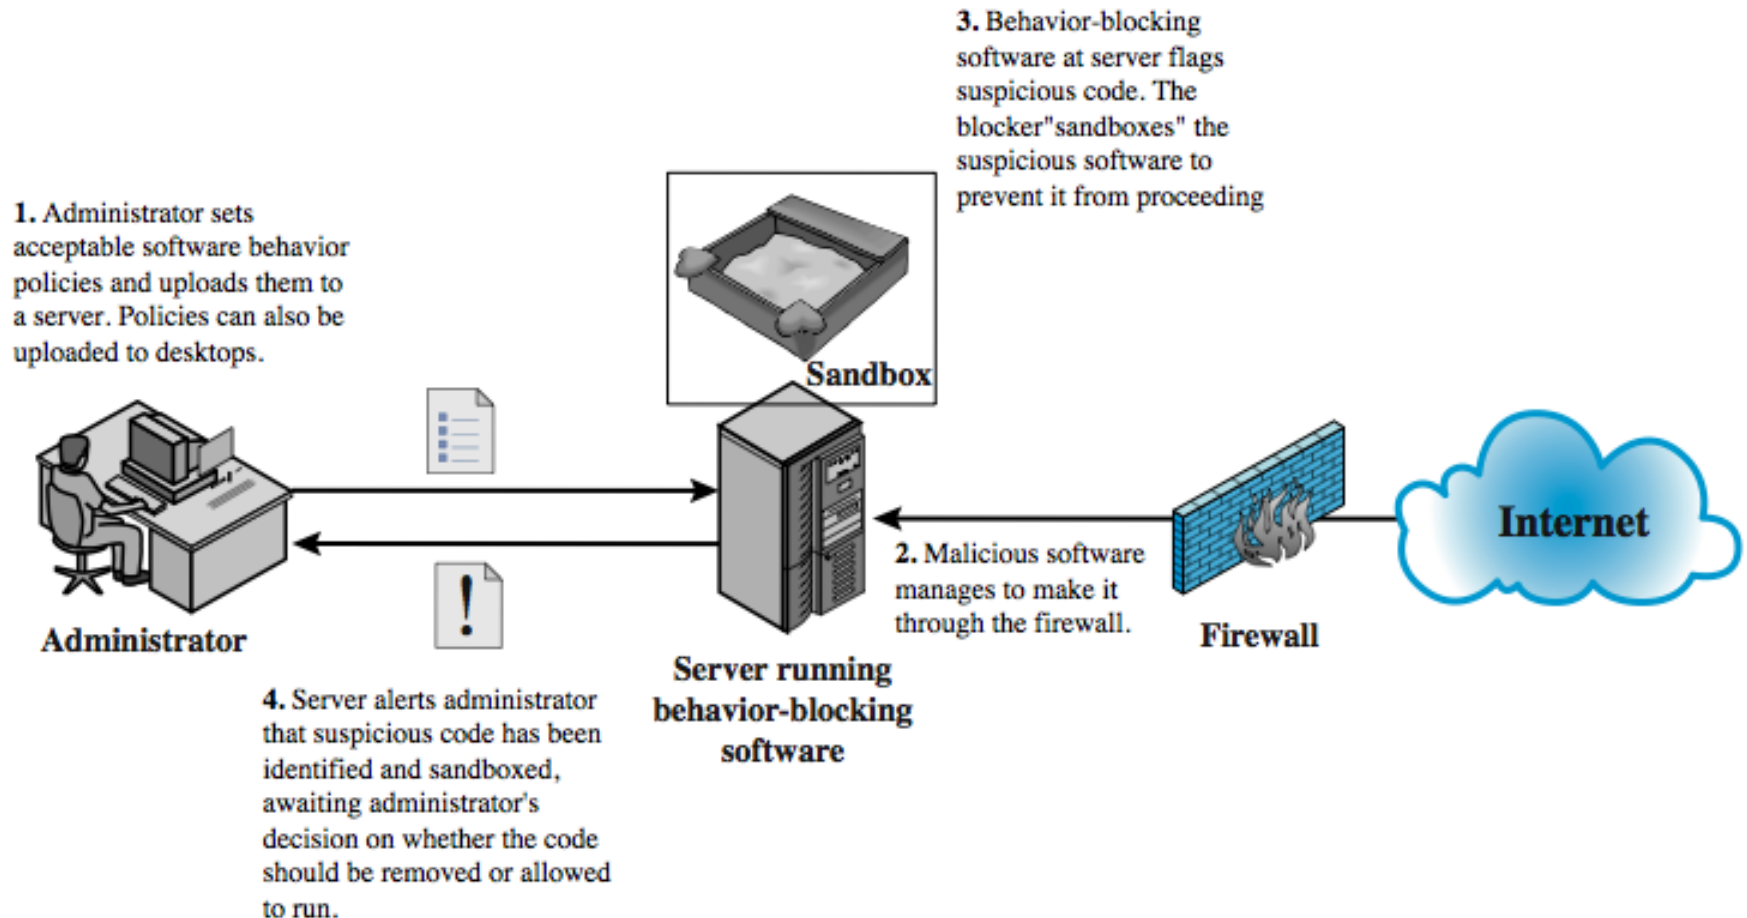 3. Behavior-blocking
software at server flags
suspicious code. The
blocker"sandboxes" the
suspicious software to
prevent it from proceeding
1. Administrator sets
acceptable software behavior
policies and uploads them to
a server. Policies can also be
uploaded to desktops.
Sandbox
Internet
2. Malicious software
manages to make it
through the firewall.
Firewall
Administrator
!
Server running
behavior-blocking
software
4. Server alerts administrator
that suspicious code has been
identified and sandboxed,
awaiting administrator's
decision on whether the code
should be removed or allowed
to run.